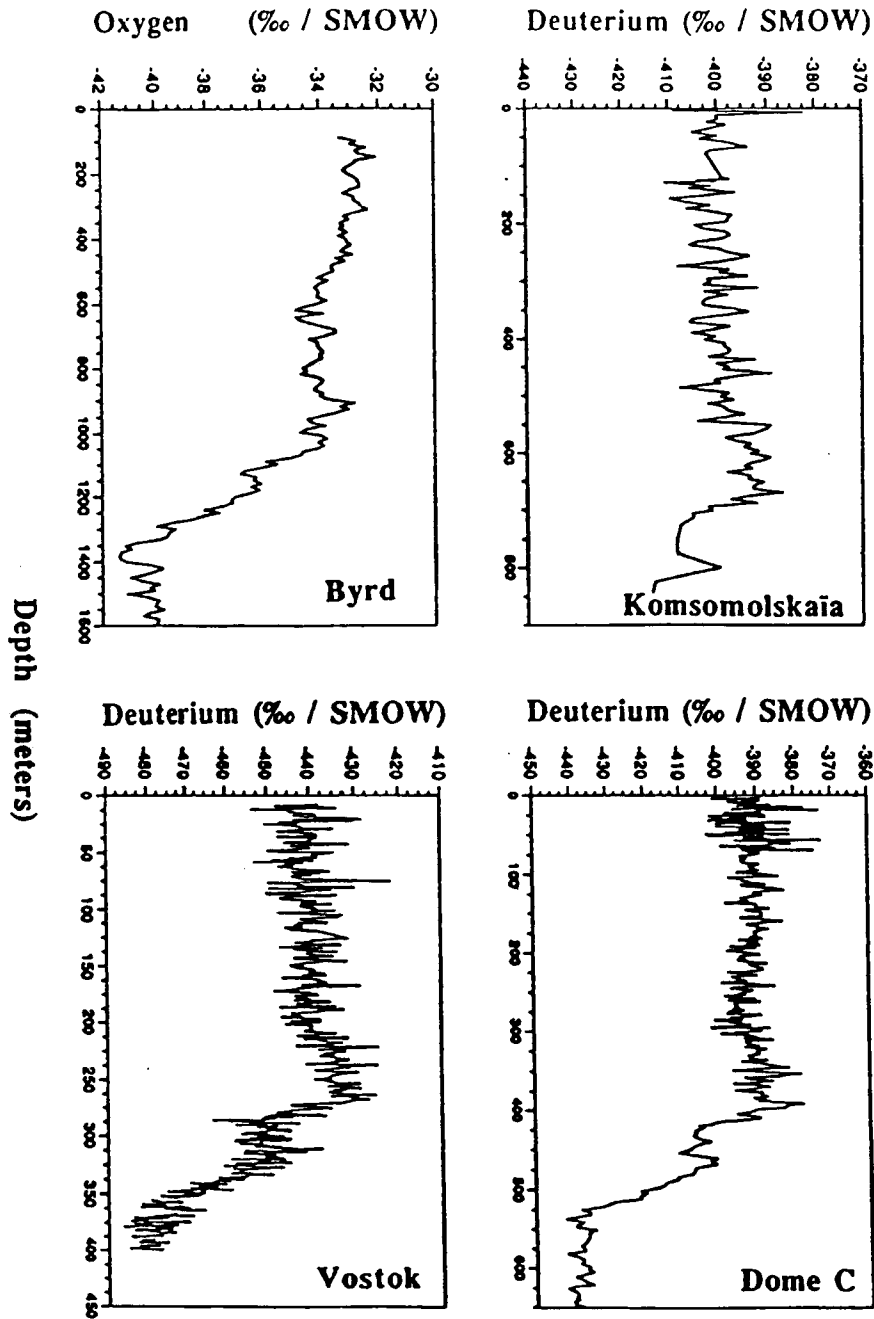 Oxygen (‰ / SMOW)
-42 -40 -38 -36 -34 -32 -30
0 200 400 600 800 1000 1200 1400 1600
Byrd
Deuterium (‰ / SMOW)
-440 -430 -420 -410 -400 -390 -380 -370
0 200 400 600 800
Komsomolskaïa
Depth (meters)
Deuterium (‰ / SMOW)
-490 -480 -470 -460 -450 -440 -430 -420 -410
0 50 100 150 200 250 300 350 400 450
Vostok
Deuterium (‰ / SMOW)
-450 -440 -430 -420 -410 -400 -390 -380 -370 -360
0 100 200 300 400 500 600
Dome C